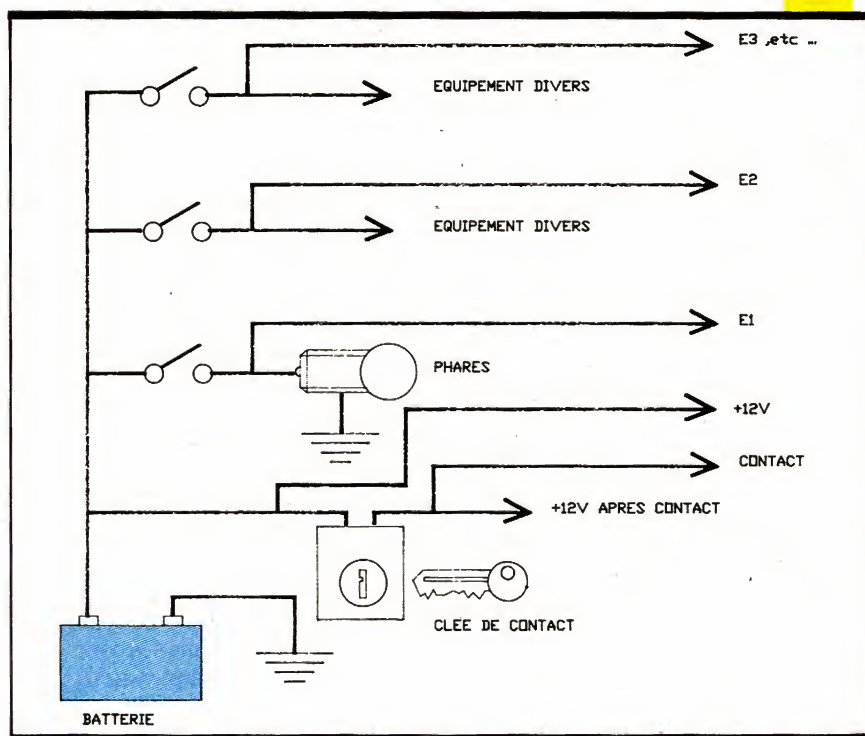 E3 ,etc ...
EQUIPEMENT DIVERS
E2
EQUIPEMENT DIVERS
E1
PHARES
+12V
CONTACT
+12V APRES CONTACT
CLEE DE CONTACT
BATTERIE